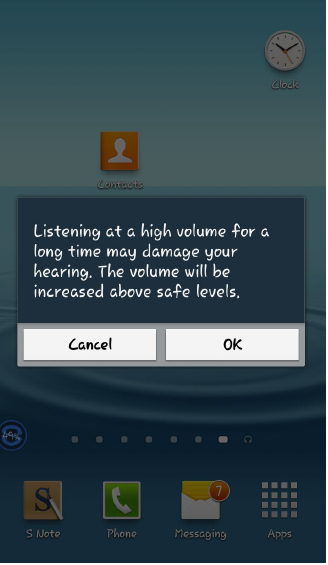 Clock
Contacts
Listening at a high volume for a
long time may damage your
hearing. The volume will be
increased above safe levels.
Cancel
OK
7
S Note
Phone
Messaging
Apps